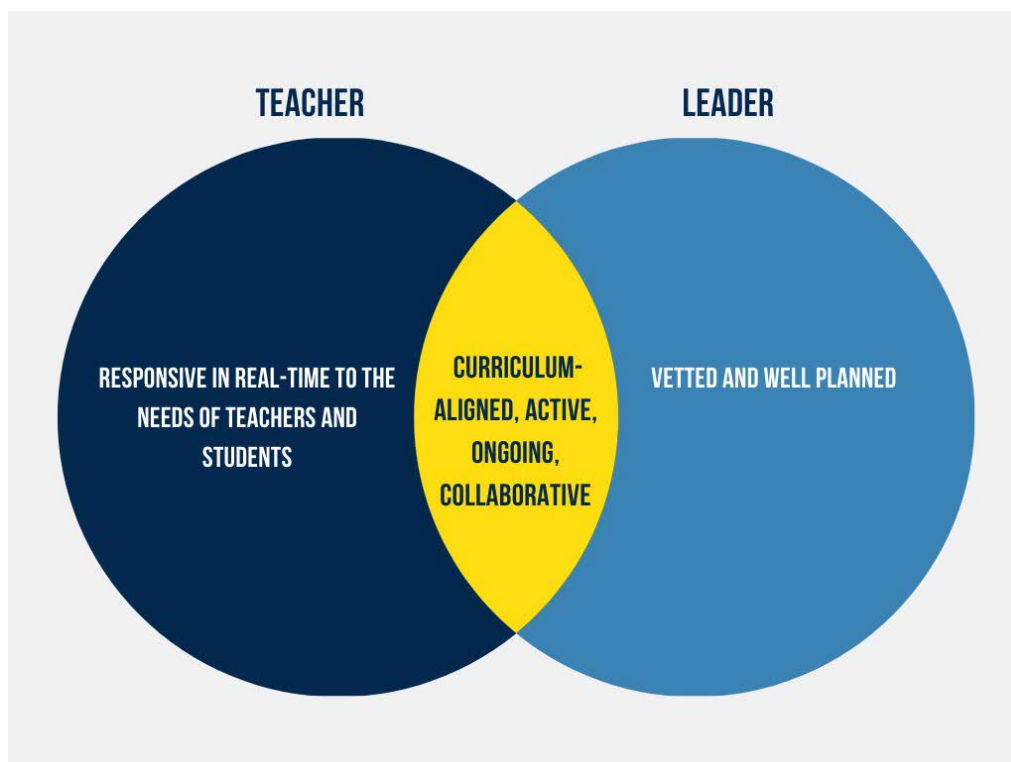 TEACHER
LEADER
RESPONSIVE IN REAL-TIME TO THE
NEEDS OF TEACHERS AND
STUDENTS
CURRICULUM-
ALIGNED, ACTIVE,
ONGOING,
COLLABORATIVE
VETTED AND WELL PLANNED